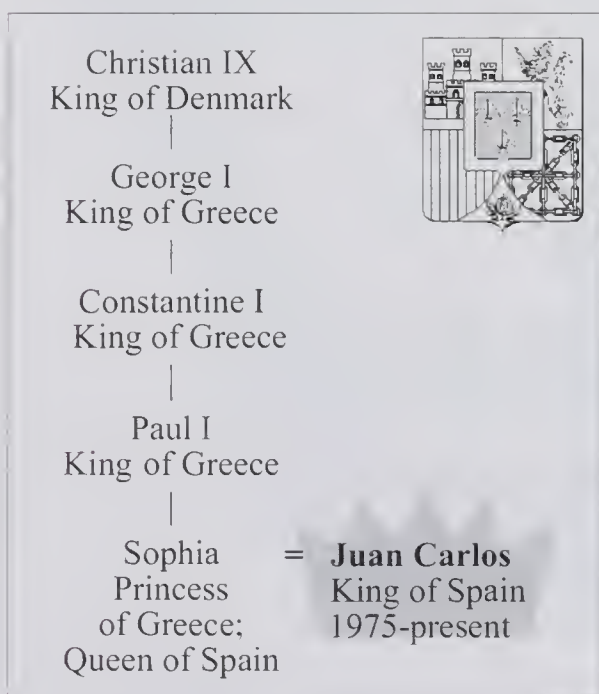 Christian IX
King of Denmark
George I
King of Greece
Constantine I
King of Greece
Paul I
King of Greece
Sophia = Juan Carlos
Princess King of Spain
of Greece; 1975-present
Queen of Spain